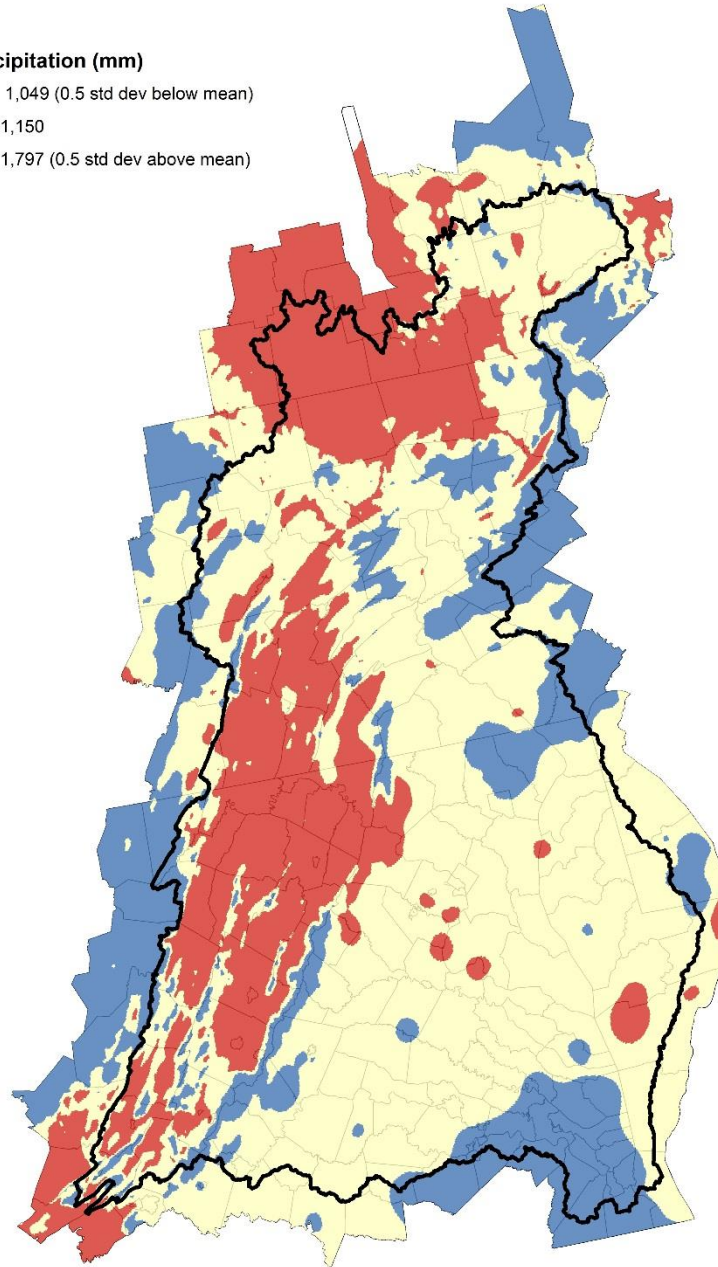 cipitation (mm)
1,049 (0.5 std dev below mean)
1,150
1,797 (0.5 std dev above mean)